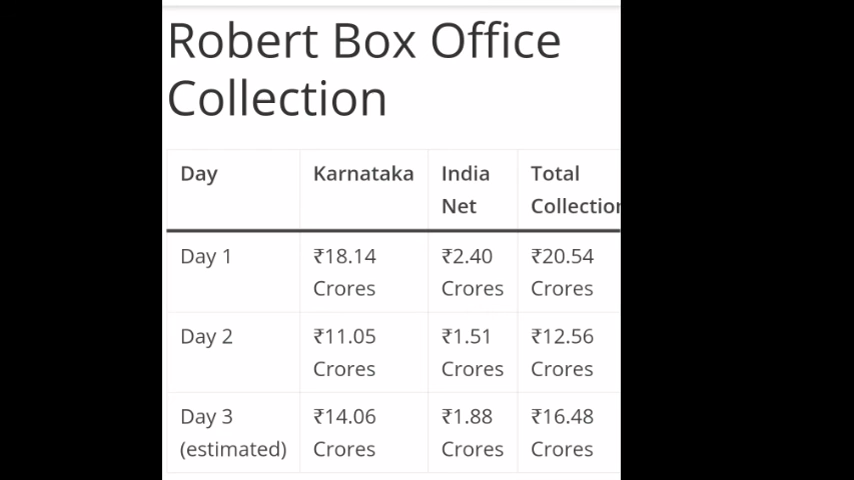 Robert Box Office
Collection
Day Karnataka India Total
Net Collection
Day 1 ₹18.14 ₹2.40 ₹20.54
Crores Crores Crores
Day 2 ₹11.05 ₹1.51 ₹12.56
Crores Crores Crores
Day 3 ₹14.06 ₹1.88 ₹16.48
(estimated) Crores Crores Crores